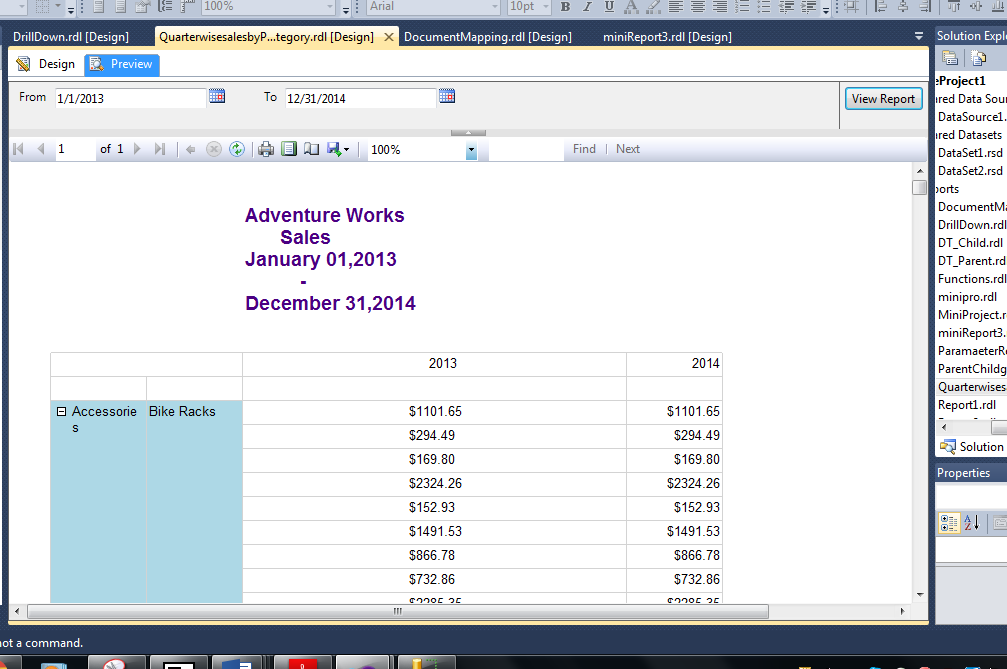 100%
Arial
10pt
B I U A
DrillDown.rdl [Design]
QuarterwisesalesbyP...tegory.rdl [Design]
DocumentMapping.rdl [Design]
miniReport3.rdl [Design]
Solution Explo
Design
Preview
From
1/1/2013
To
12/31/2014
View Report
1
of 1
100%
Find
Next
Adventure Works
Sales
January 01,2013
-
December 31,2014
2013
2014
Accessorie
s
Bike Racks
$1101.65
$1101.65
$294.49
$294.49
$169.80
$169.80
$2324.26
$2324.26
$152.93
$152.93
$1491.53
$1491.53
$866.78
$866.78
$732.86
$732.86
$2285.35
$2285.35
eProject1
ared Data Sour
DataSource1.
ared Datasets
DataSet1.rsd
DataSet2.rsd
ports
DocumentMa
DrillDown.rdl
DT_Child.rdl
DT_Parent.rd
Functions.rdl
minipro.rdl
MiniProject.r
miniReport3.
ParamaeterRe
ParentChildg
Quarterwises
Report1.rdl
Solution
Properties
not a command.